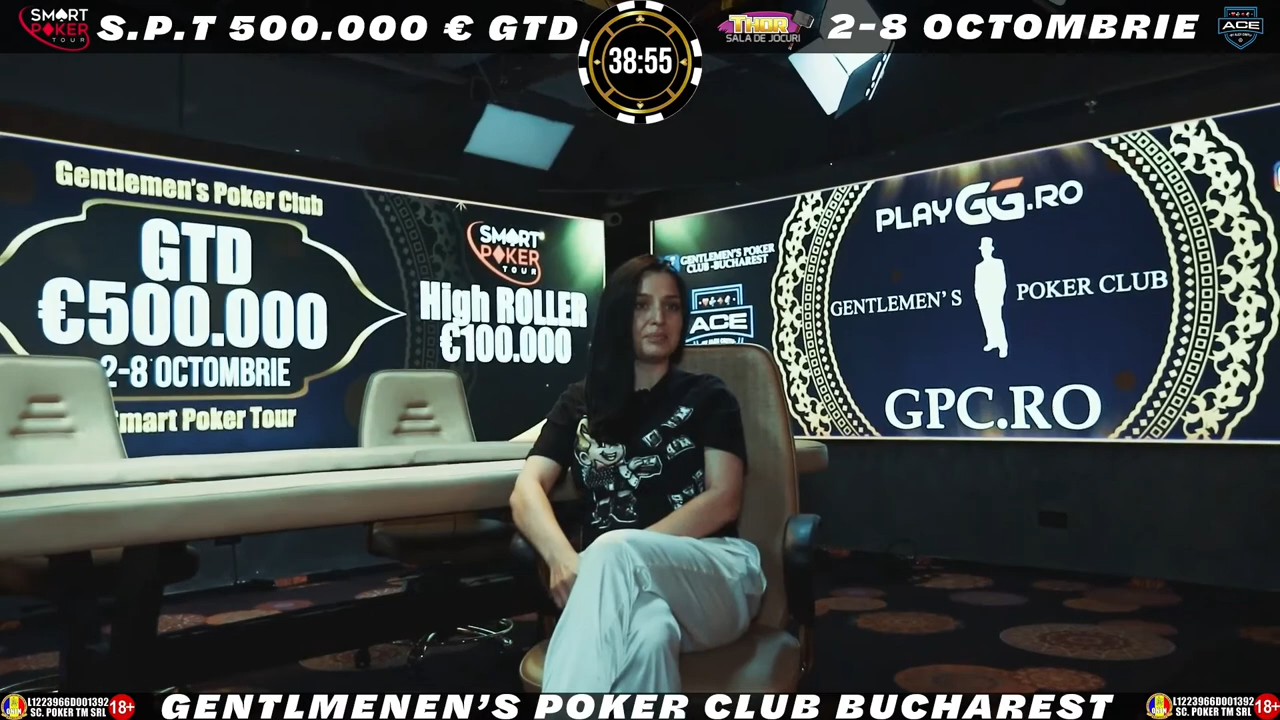 SMART
POKER
TOUR
S.P.T 500.000 € GTD
38:55
THOR
SALA DE JOCURI
2-8 OCTOMBRIE
ACE
Gentlemen's Poker Club
GTD
€500.000
2-8 OCTOMBRIE
Smart Poker Tour
SMART
POKER
TOUR
High ROLLER
€100.000
GENTLEMEN'S POKER
CLUB -BUCHAREST
ACE
PLAYGG.RO
GENTLEMEN'S POKER CLUB
GPC.RO
L1223966D001392
SC. POKER TM SRL
18+
GENTLMENEN'S POKER CLUB BUCHAREST
L1223966D001392
SC. POKER TM SRL
18+